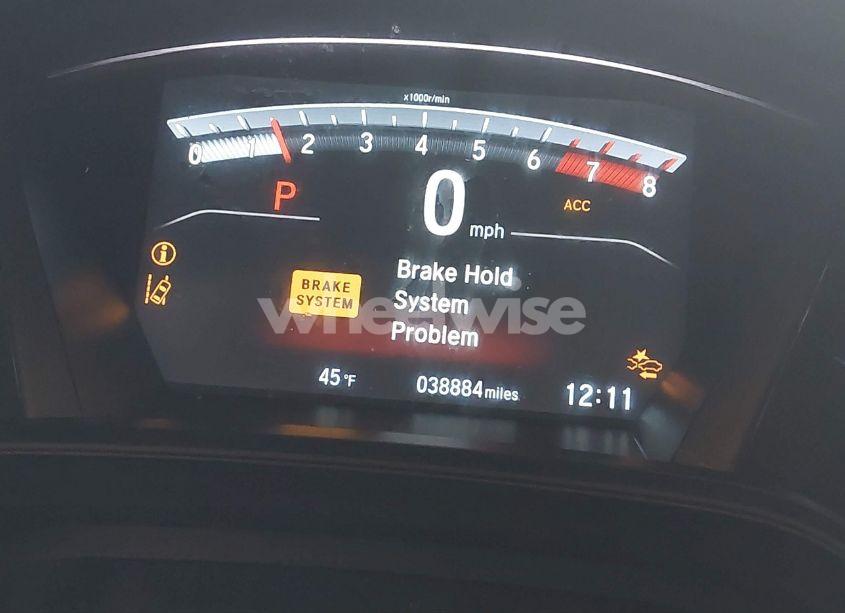 x1000r/min
0 1 2 3 4 5 6 7 8
P
0 mph
ACC
BRAKE
SYSTEM
Brake Hold
System
Problem
wheelwise
45°F
038884 miles
12:11